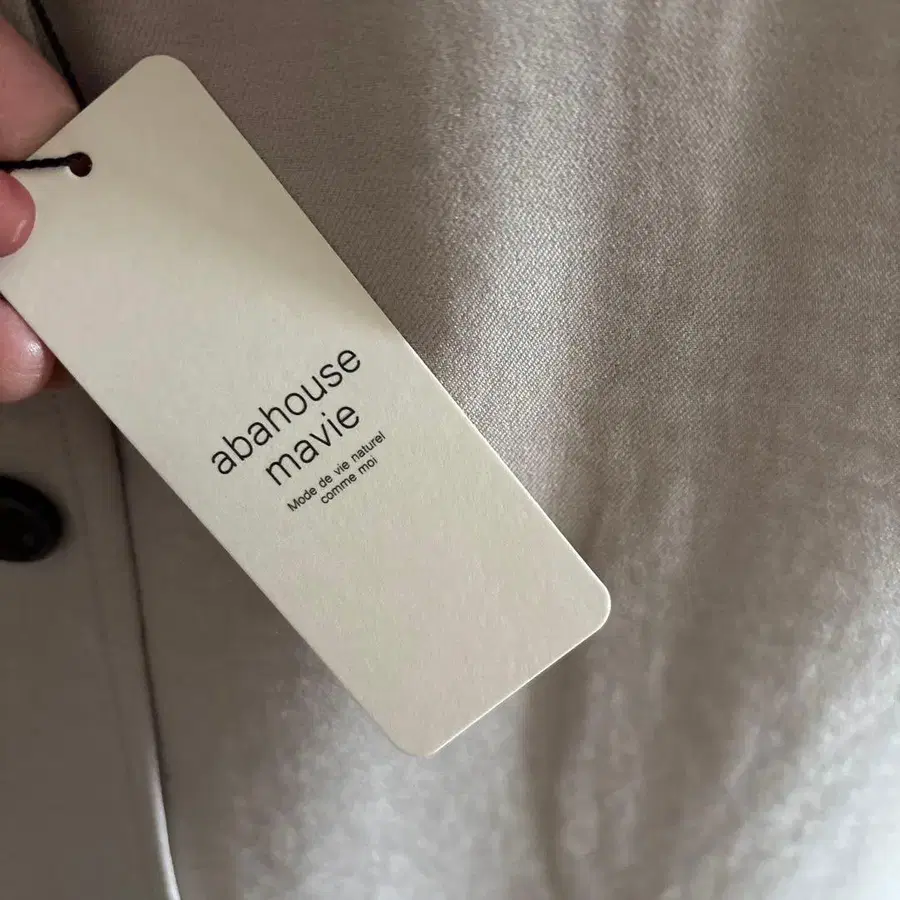 abahouse
mavie
Mode de vie naturel
comme moi